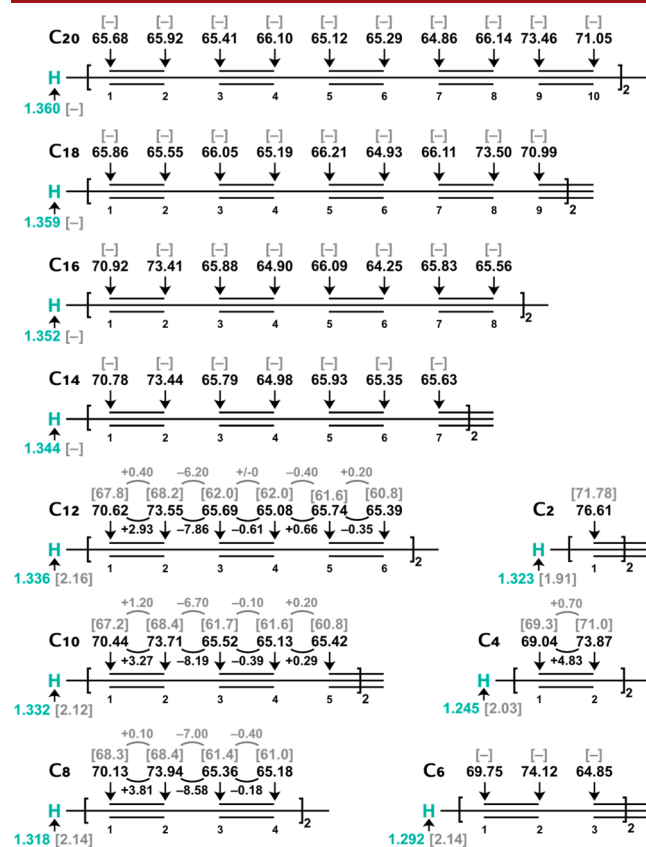 [–] [–] [–] [–] [–] [–] [–] [–] [–] [–]
C20 65.68 65.92 65.41 66.10 65.12 65.29 64.86 66.14 73.46 71.05
H [ ]2
1 2 3 4 5 6 7 8 9 10
1.360 [–]
[–] [–] [–] [–] [–] [–] [–] [–] [–]
C18 65.86 65.55 66.05 65.19 66.21 64.93 66.11 73.50 70.99
H [ ]2
1 2 3 4 5 6 7 8 9
1.359 [–]
[–] [–] [–] [–] [–] [–] [–] [–]
C16 70.92 73.41 65.88 64.90 66.09 64.25 65.83 65.56
H [ ]2
1 2 3 4 5 6 7 8
1.352 [–]
[–] [–] [–] [–] [–] [–] [–]
C14 70.78 73.44 65.79 64.98 65.93 65.35 65.63
H [ ]2
1 2 3 4 5 6 7
1.344 [–]
+0.40 –6.20 +/-0 –0.40 +0.20
[67.8] [68.2] [62.0] [62.0] [61.6] [60.8]
C12 70.62 73.55 65.69 65.08 65.74 65.39
+2.93 –7.86 –0.61 +0.66 –0.35
H [ ]2
1 2 3 4 5 6
1.336 [2.16]
[71.78]
C2 76.61
H [ ]2
1
1.323 [1.91]
+1.20 –6.70 –0.10 +0.20
[67.2] [68.4] [61.7] [61.6] [60.8]
C10 70.44 73.71 65.52 65.13 65.42
+3.27 –8.19 –0.39 +0.29
H [ ]2
1 2 3 4 5
1.332 [2.12]
+0.70
[69.3] [71.0]
C4 69.04 73.87
+4.83
H [ ]2
1 2
1.245 [2.03]
+0.10 –7.00 –0.40
[68.3] [68.4] [61.4] [61.0]
C8 70.13 73.94 65.36 65.18
+3.81 –8.58 –0.18
H [ ]2
1 2 3 4
1.318 [2.14]
[–] [–] [–]
C6 69.75 74.12 64.85
H [ ]2
1 2 3
1.292 [2.14]